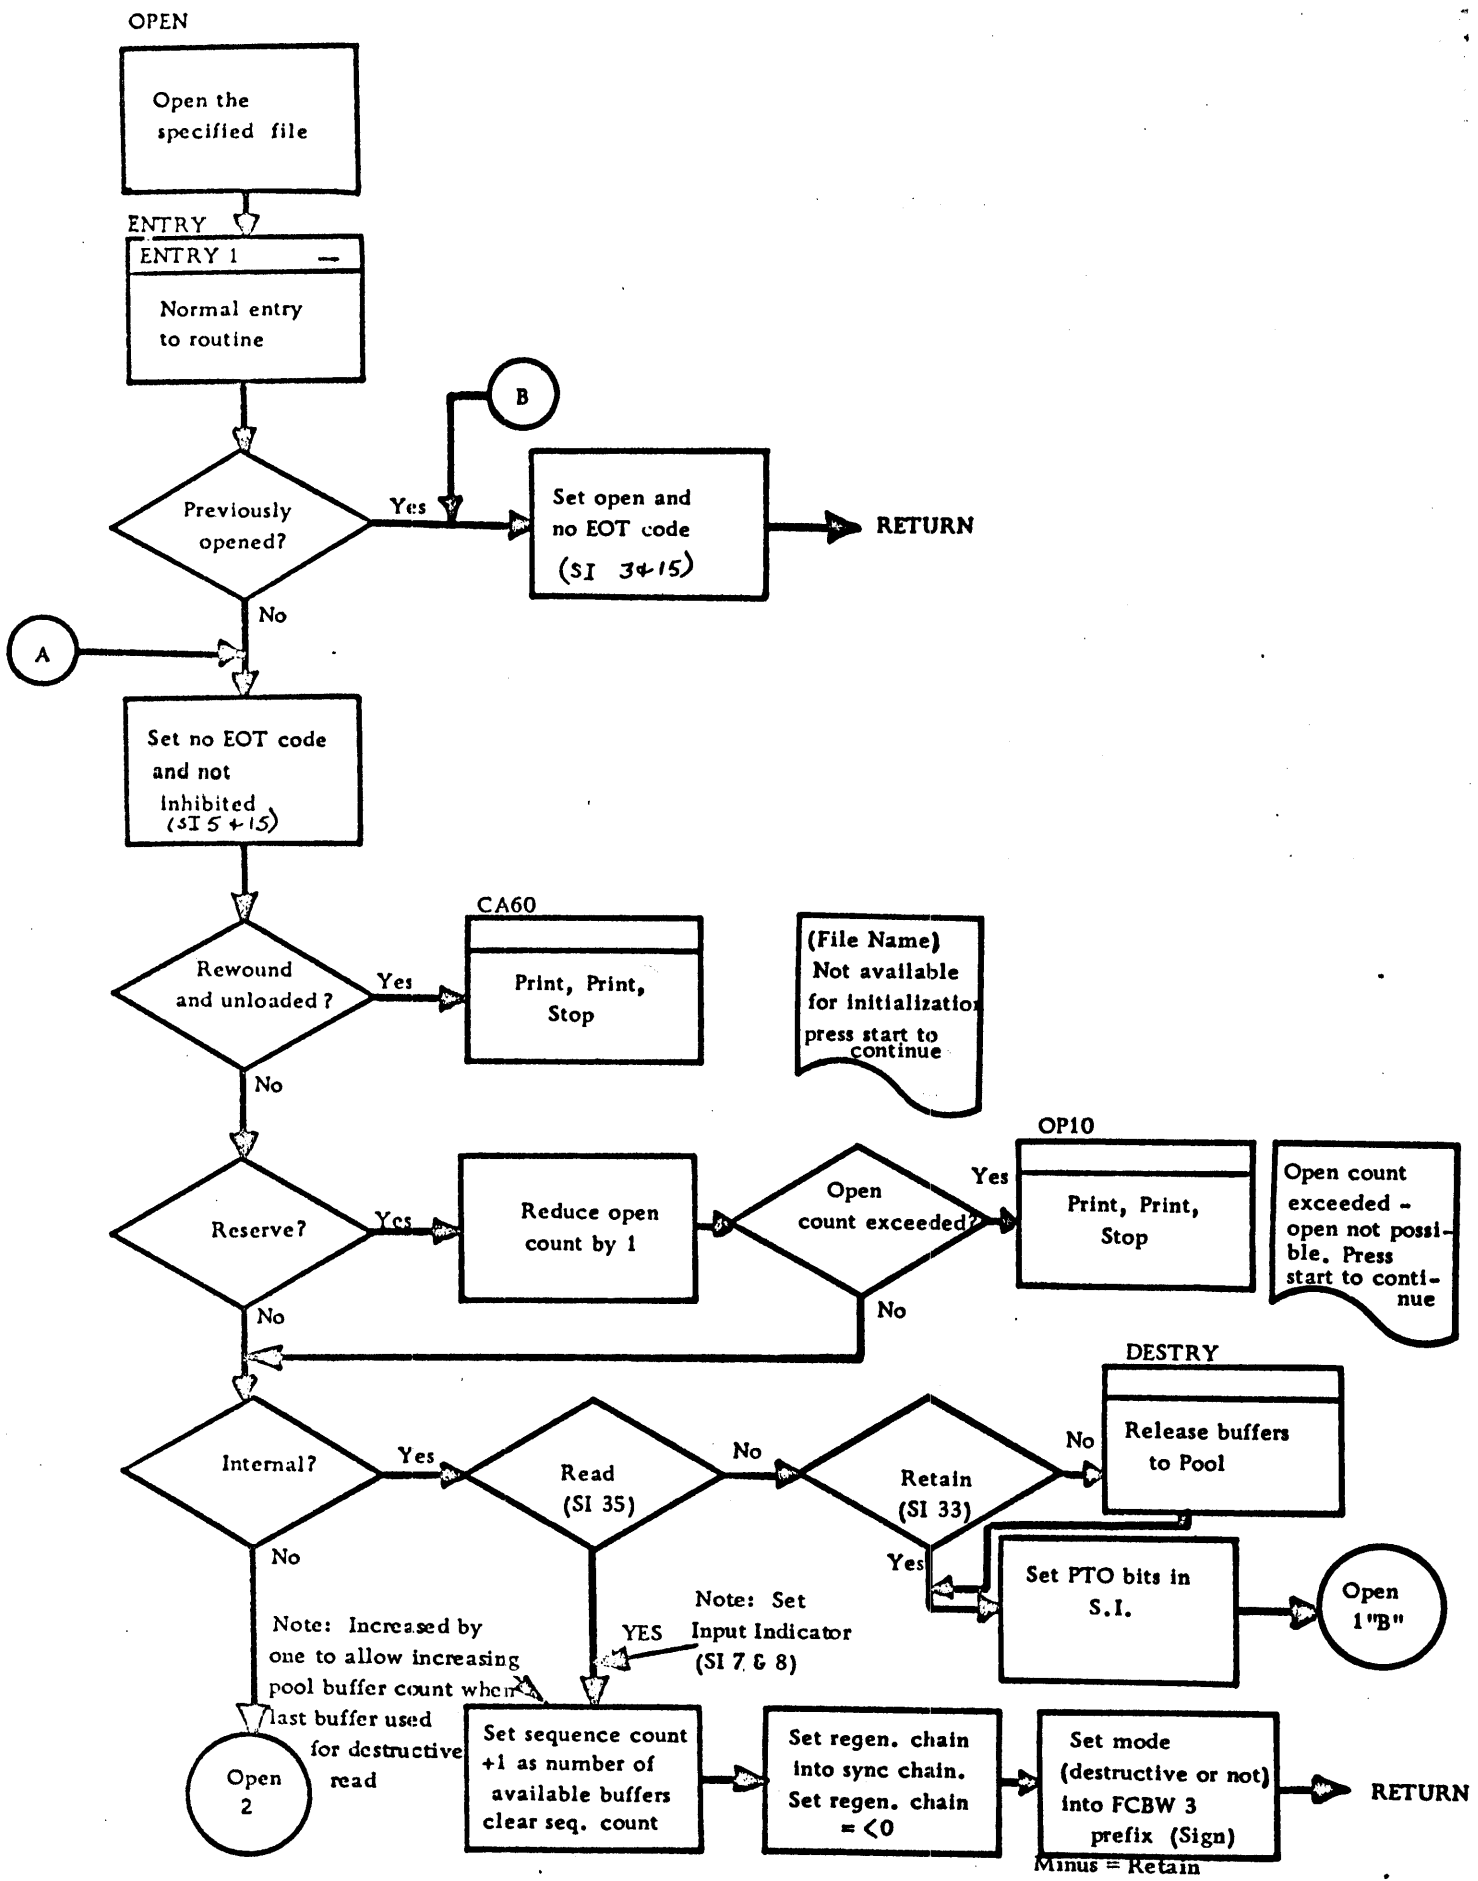 OPEN
Open the
specified file
ENTRY
ENTRY 1 —
Normal entry
to routine
B
Previously
opened?
Yes
Set open and
no EOT code
(SI 3+15)
RETURN
No
A
Set no EOT code
and not
inhibited
(SI 5 + 15)
Rewound
and unloaded?
Yes
CA60
Print, Print,
Stop
(File Name)
Not available
for initialization
press start to
continue
No
Reserve?
Yes
Reduce open
count by 1
Open
count exceeded?
Yes
OP10
Print, Print,
Stop
Open count
exceeded -
open not possi-
ble. Press
start to conti-
nue
No
No
Internal?
Yes
Read
(SI 35)
No
Retain
(SI 33)
No
DESTRY
Release buffers
to Pool
Yes
Set PTO bits in
S.I.
Open
1"B"
No
Note: Increased by
one to allow increasing
pool buffer count when
last buffer used
for destructive
read
YES
Note: Set
Input Indicator
(SI 7 & 8)
Open
2
Set sequence count
+1 as number of
available buffers
clear seq. count
Set regen. chain
into sync chain.
Set regen. chain
= <0
Set mode
(destructive or not)
into FCBW 3
prefix (Sign)
Minus = Retain
RETURN